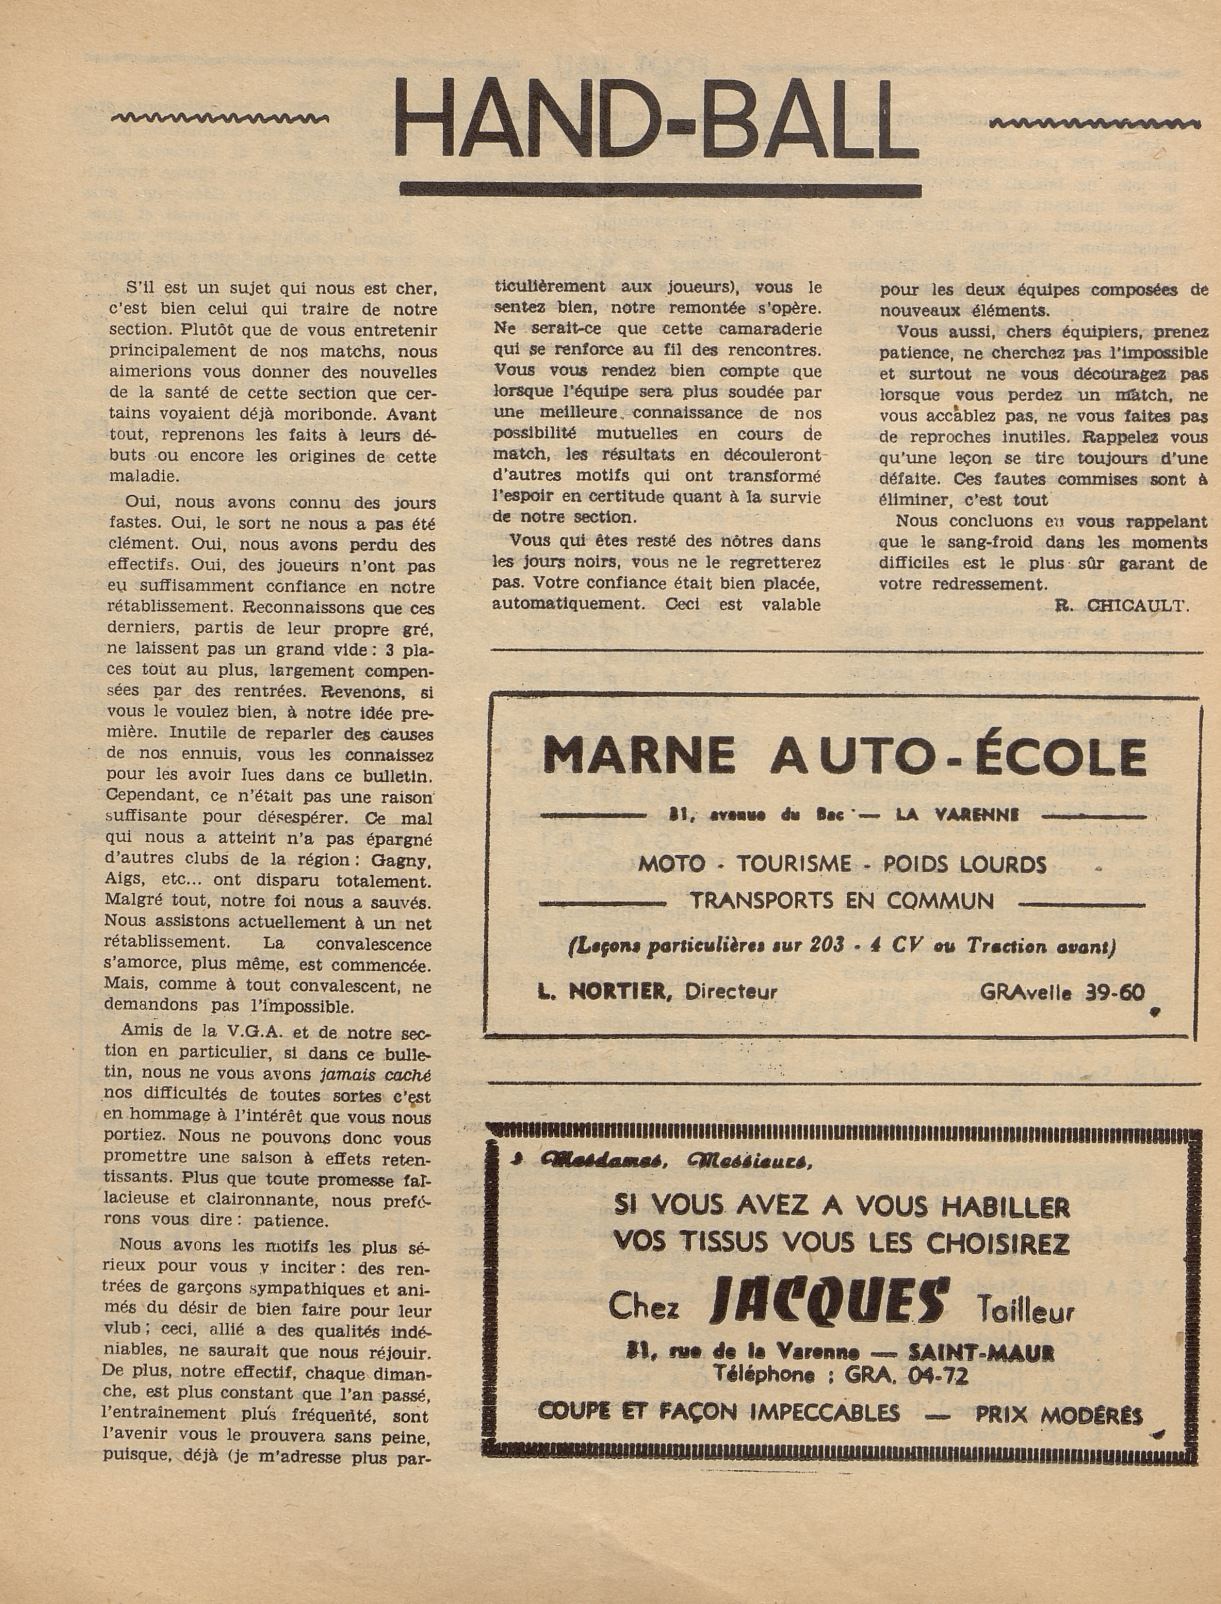 HAND-BALL
S'il est un sujet qui nous est cher,
c'est bien celui qui traire de notre
section. Plutôt que de vous entretenir
principalement de nos matchs, nous
aimerions vous donner des nouvelles
de la santé de cette section que cer-
tains voyaient déjà moribonde. Avant
tout, reprenons les faits à leurs dé-
buts ou encore les origines de cette
maladie.
Oui, nous avons connu des jours
fastes. Oui, le sort ne nous a pas été
clément. Oui, nous avons perdu des
effectifs. Oui, des joueurs n'ont pas
eu suffisamment confiance en notre
rétablissement. Reconnaissons que ces
derniers, partis de leur propre gré,
ne laissent pas un grand vide : 3 pla-
ces tout au plus, largement compen-
sées par des rentrées. Revenons, si
vous le voulez bien, à notre idée pre-
mière. Inutile de reparler des causes
de nos ennuis, vous les connaissez
pour les avoir lues dans ce bulletin.
Cependant, ce n'était pas une raison
suffisante pour désespérer. Ce mal
qui nous a atteint n'a pas épargné
d'autres clubs de la région : Gagny,
Aigs, etc... ont disparu totalement.
Malgré tout, notre foi nous a sauvés.
Nous assistons actuellement à un net
rétablissement. La convalescence
s'amorce, plus même, est commencée.
Mais, comme à tout convalescent, ne
demandons pas l'impossible.
Amis de la V.G.A. et de notre sec-
tion en particulier, si dans ce bulle-
tin, nous ne vous avons jamais caché
nos difficultés de toutes sortes c'est
en hommage à l'intérêt que vous nous
portiez. Nous ne pouvons donc vous
promettre une saison à effets reten-
tissants. Plus que toute promesse fal-
lacieuse et claironnante, nous préfé-
rons vous dire : patience.
Nous avons les motifs les plus sé-
rieux pour vous y inciter : des ren-
trées de garçons sympathiques et ani-
més du désir de bien faire pour leur
vlub ; ceci, allié a des qualités indé-
niables, ne saurait que nous réjouir.
De plus, notre effectif, chaque diman-
che, est plus constant que l'an passé,
l'entraînement plus fréquenté, sont
l'avenir vous le prouvera sans peine,
puisque, déjà (je m'adresse plus par-
ticulièrement aux joueurs), vous le
sentez bien, notre remontée s'opère.
Ne serait-ce que cette camaraderie
qui se renforce au fil des rencontres.
Vous vous rendez bien compte que
lorsque l'équipe sera plus soudée par
une meilleure connaissance de nos
possibilité mutuelles en cours de
match, les résultats en découleront
d'autres motifs qui ont transformé
l'espoir en certitude quant à la survie
de notre section.
Vous qui êtes resté des nôtres dans
les jours noirs, vous ne le regretterez
pas. Votre confiance était bien placée,
automatiquement. Ceci est valable
pour les deux équipes composées de
nouveaux éléments.
Vous aussi, chers équipiers, prenez
patience, ne cherchez pas l'impossible
et surtout ne vous découragez pas
lorsque vous perdez un match, ne
vous accablez pas, ne vous faites pas
de reproches inutiles. Rappelez vous
qu'une leçon se tire toujours d'une
défaite. Ces fautes commises sont à
éliminer, c'est tout
Nous concluons en vous rappelant
que le sang-froid dans les moments
difficiles est le plus sûr garant de
votre redressement.
R. CHICAULT.
MARNE AUTO-ÉCOLE
31, avenue du Bac — LA VARENNE
MOTO - TOURISME - POIDS LOURDS
TRANSPORTS EN COMMUN
(Leçons particulières sur 203 - 4 CV ou Traction avant)
L. NORTIER, Directeur GRAvelle 39-60
Mesdames, Messieurs,
SI VOUS AVEZ A VOUS HABILLER
VOS TISSUS VOUS LES CHOISIREZ
Chez JACQUES Tailleur
31, rue de la Varenne — SAINT-MAUR
Téléphone : GRA. 04-72
COUPE ET FAÇON IMPECCABLES — PRIX MODÉRÉS